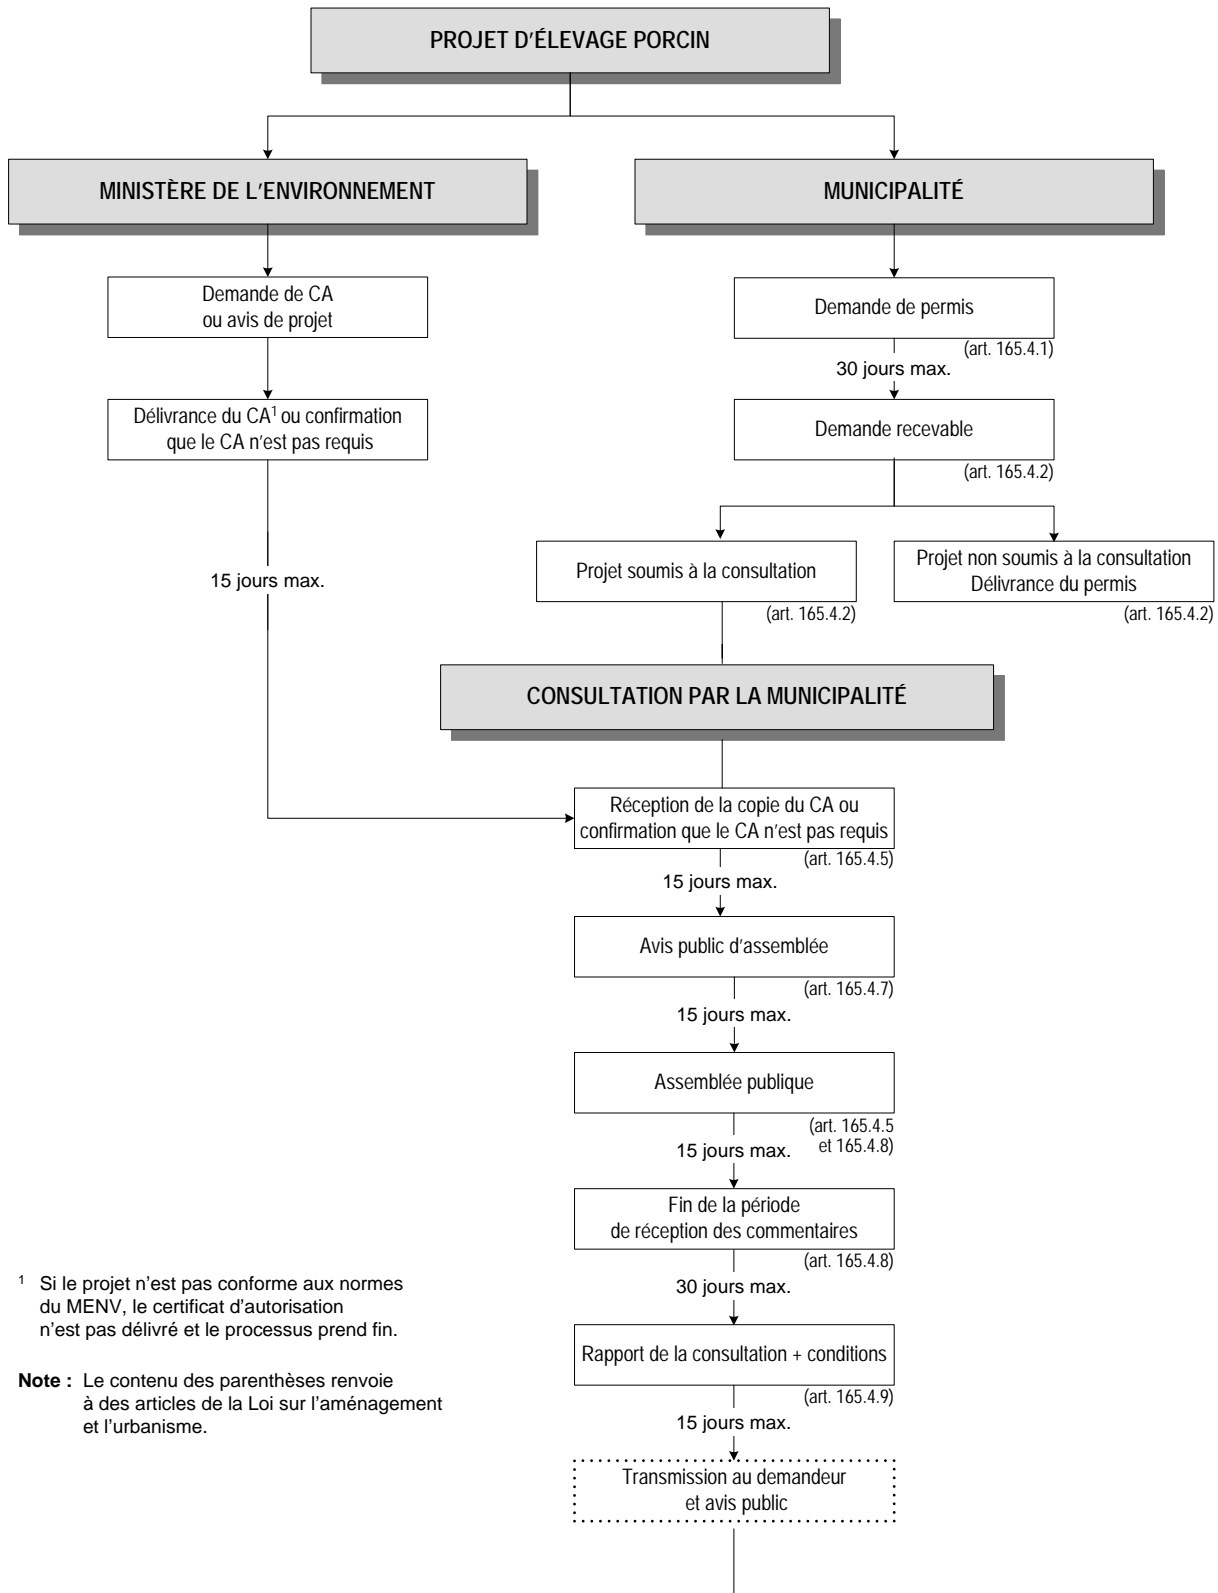 PROJET D'ÉLEVAGE PORCIN
MINISTÈRE DE L'ENVIRONNEMENT
MUNICIPALITÉ
Demande de CA
ou avis de projet
Demande de permis
(art. 165.4.1)
30 jours max.
Délivrance du CA¹ ou confirmation
que le CA n'est pas requis
Demande recevable
(art. 165.4.2)
15 jours max.
Projet soumis à la consultation
(art. 165.4.2)
Projet non soumis à la consultation
Délivrance du permis
(art. 165.4.2)
CONSULTATION PAR LA MUNICIPALITÉ
Réception de la copie du CA ou
confirmation que le CA n'est pas requis
(art. 165.4.5)
15 jours max.
Avis public d'assemblée
(art. 165.4.7)
15 jours max.
Assemblée publique
(art. 165.4.5
et 165.4.8)
15 jours max.
Fin de la période
de réception des commentaires
(art. 165.4.8)
30 jours max.
Rapport de la consultation + conditions
(art. 165.4.9)
15 jours max.
Transmission au demandeur
et avis public
¹ Si le projet n'est pas conforme aux normes
du MENV, le certificat d'autorisation
n'est pas délivré et le processus prend fin.
Note : Le contenu des parenthèses renvoie
à des articles de la Loi sur l'aménagement
et l'urbanisme.